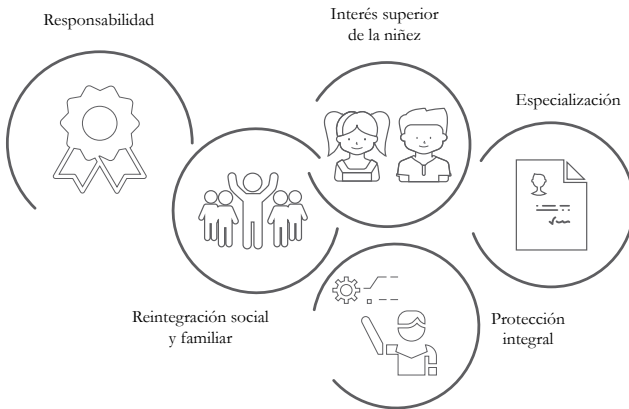 Responsabilidad
Interés superior
de la niñez
Especialización
Reintegración social
y familiar
Protección
integral